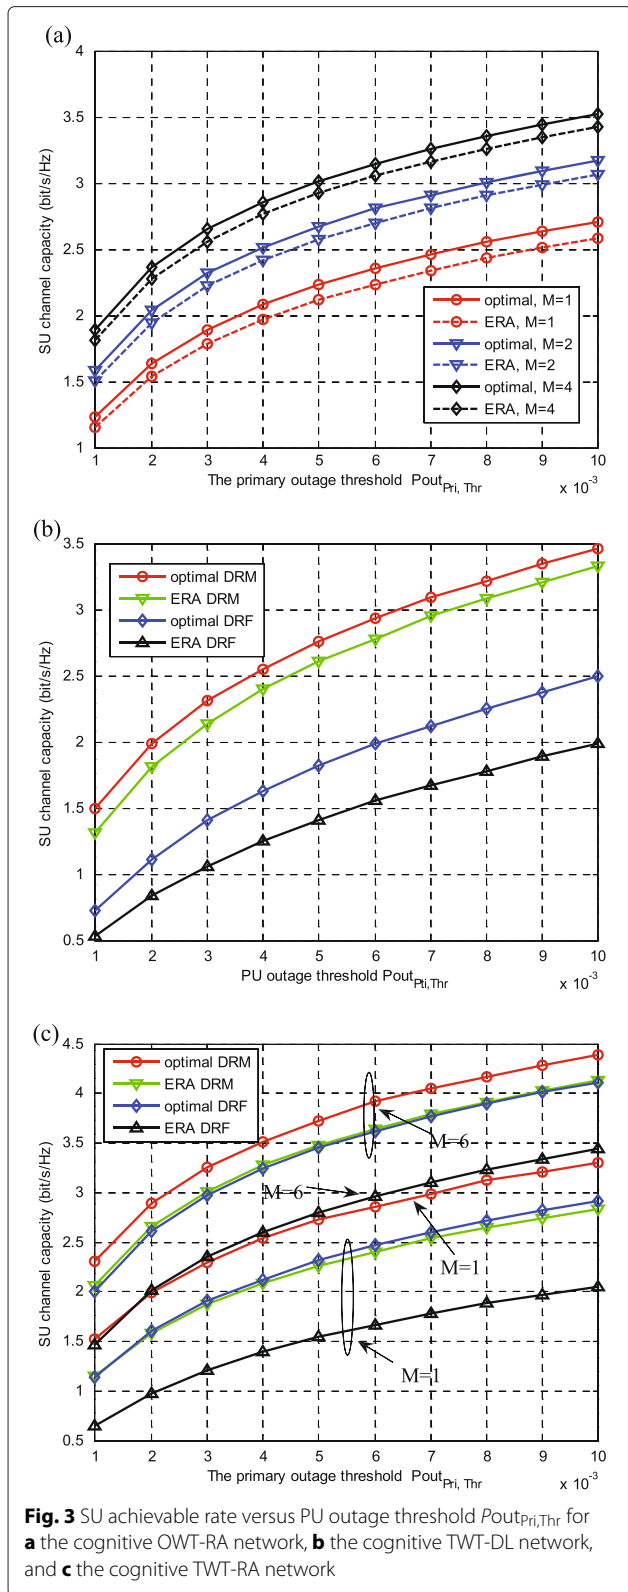 (a)
4
3.5
3
2.5
2
1.5
1
SU channel capacity (bit/s/Hz)
optimal, M=1
ERA, M=1
optimal, M=2
ERA, M=2
optimal, M=4
ERA, M=4
1 2 3 4 5 6 7 8 9 10
The primary outage threshold Pout_Pri, Thr
x 10^-3
(b)
3.5
3
2.5
2
1.5
1
0.5
SU channel capacity (bit/s/Hz)
optimal DRM
ERA DRM
optimal DRF
ERA DRF
1 2 3 4 5 6 7 8 9 10
PU outage threshold Pout_Pti,Thr
x 10^-3
(c)
4.5
4
3.5
3
2.5
2
1.5
1
0.5
SU channel capacity (bit/s/Hz)
optimal DRM
ERA DRM
optimal DRF
ERA DRF
M=6
M=6
M=1
M=1
1 2 3 4 5 6 7 8 9 10
The primary outage threshold Pout_Pri, Thr
x 10^-3
Fig. 3 SU achievable rate versus PU outage threshold Pout_Pri,Thr for
a the cognitive OWT-RA network, b the cognitive TWT-DL network,
and c the cognitive TWT-RA network